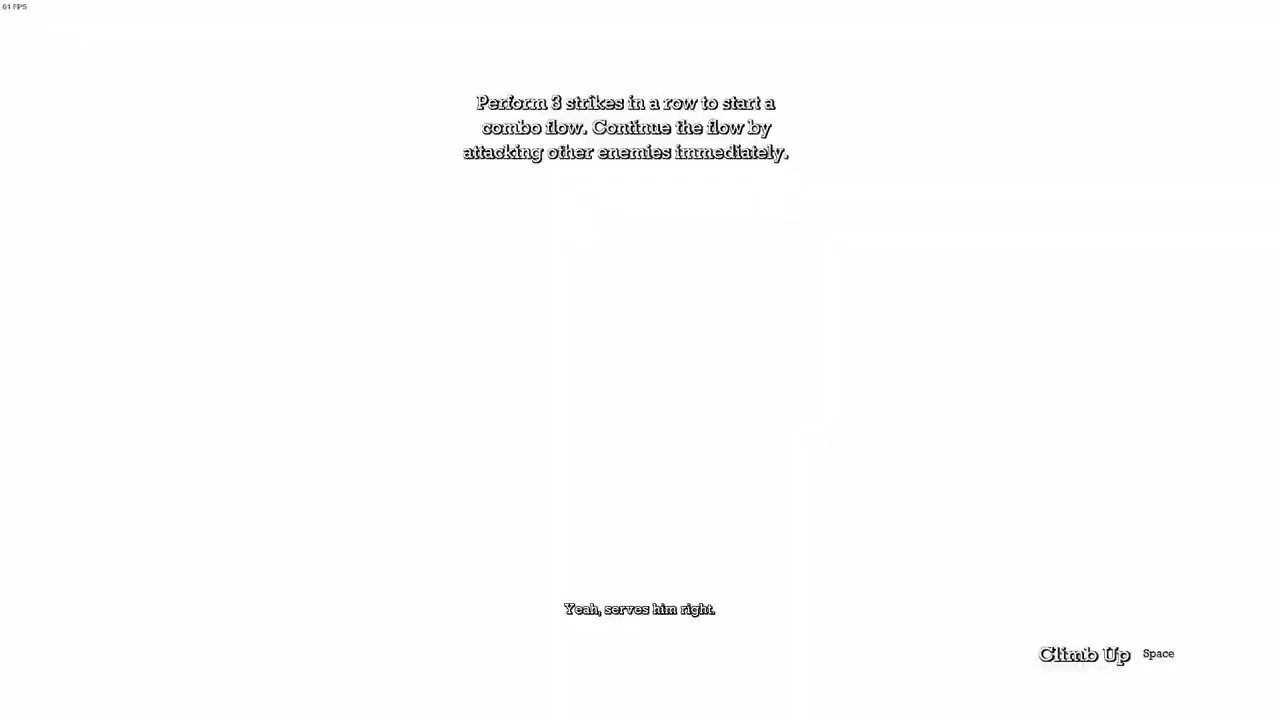 61 FPS
Perform 3 strikes in a row to start a
combo flow. Continue the flow by
attacking other enemies immediately.
Yeah, serves him right.
Climb Up Space